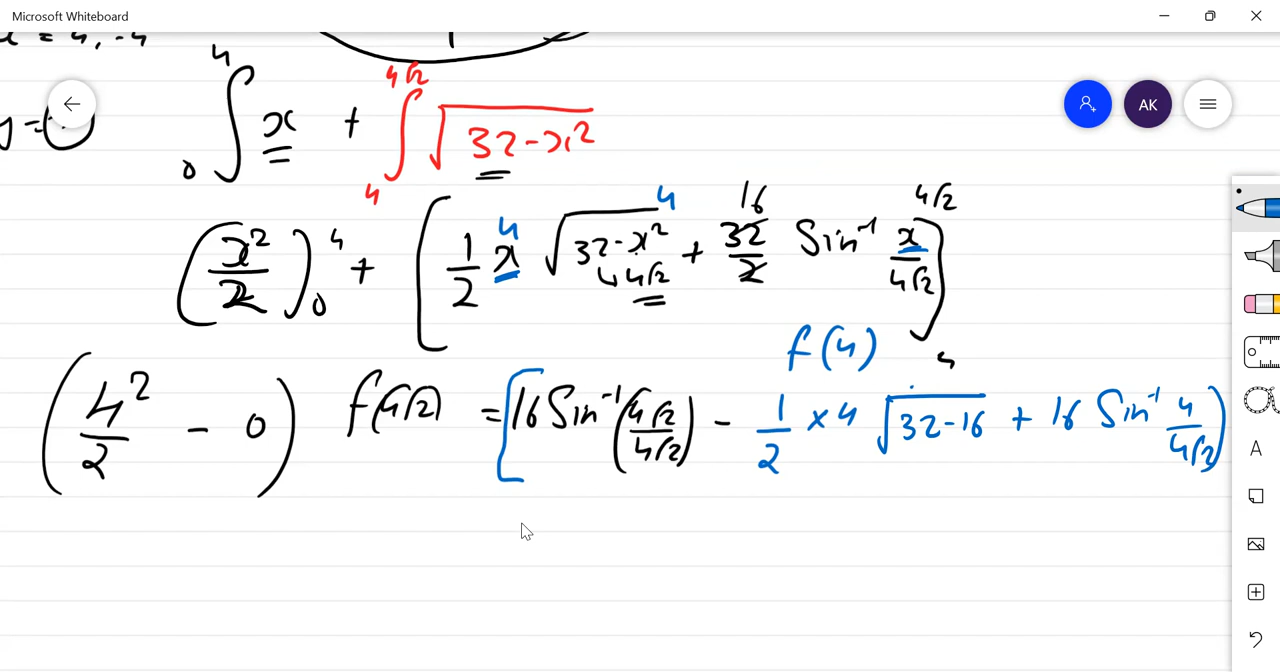 Microsoft Whiteboard
x = 4, -4
y =
∫₀⁴ x + ∫₄^{4√2} √(32-x²)
AK
(x²/2)₀⁴ + [1/2 x 4 √(32-x²) 4 4√2 + 32/2 16 Sin⁻¹ x/4√2]₄^{4√2}
f(4)
(4²/2 - 0) f(4√2) = [16 Sin⁻¹(4√2/4√2) - 1/2 × 4 √(32-16) + 16 Sin⁻¹ 4/4√2)
A